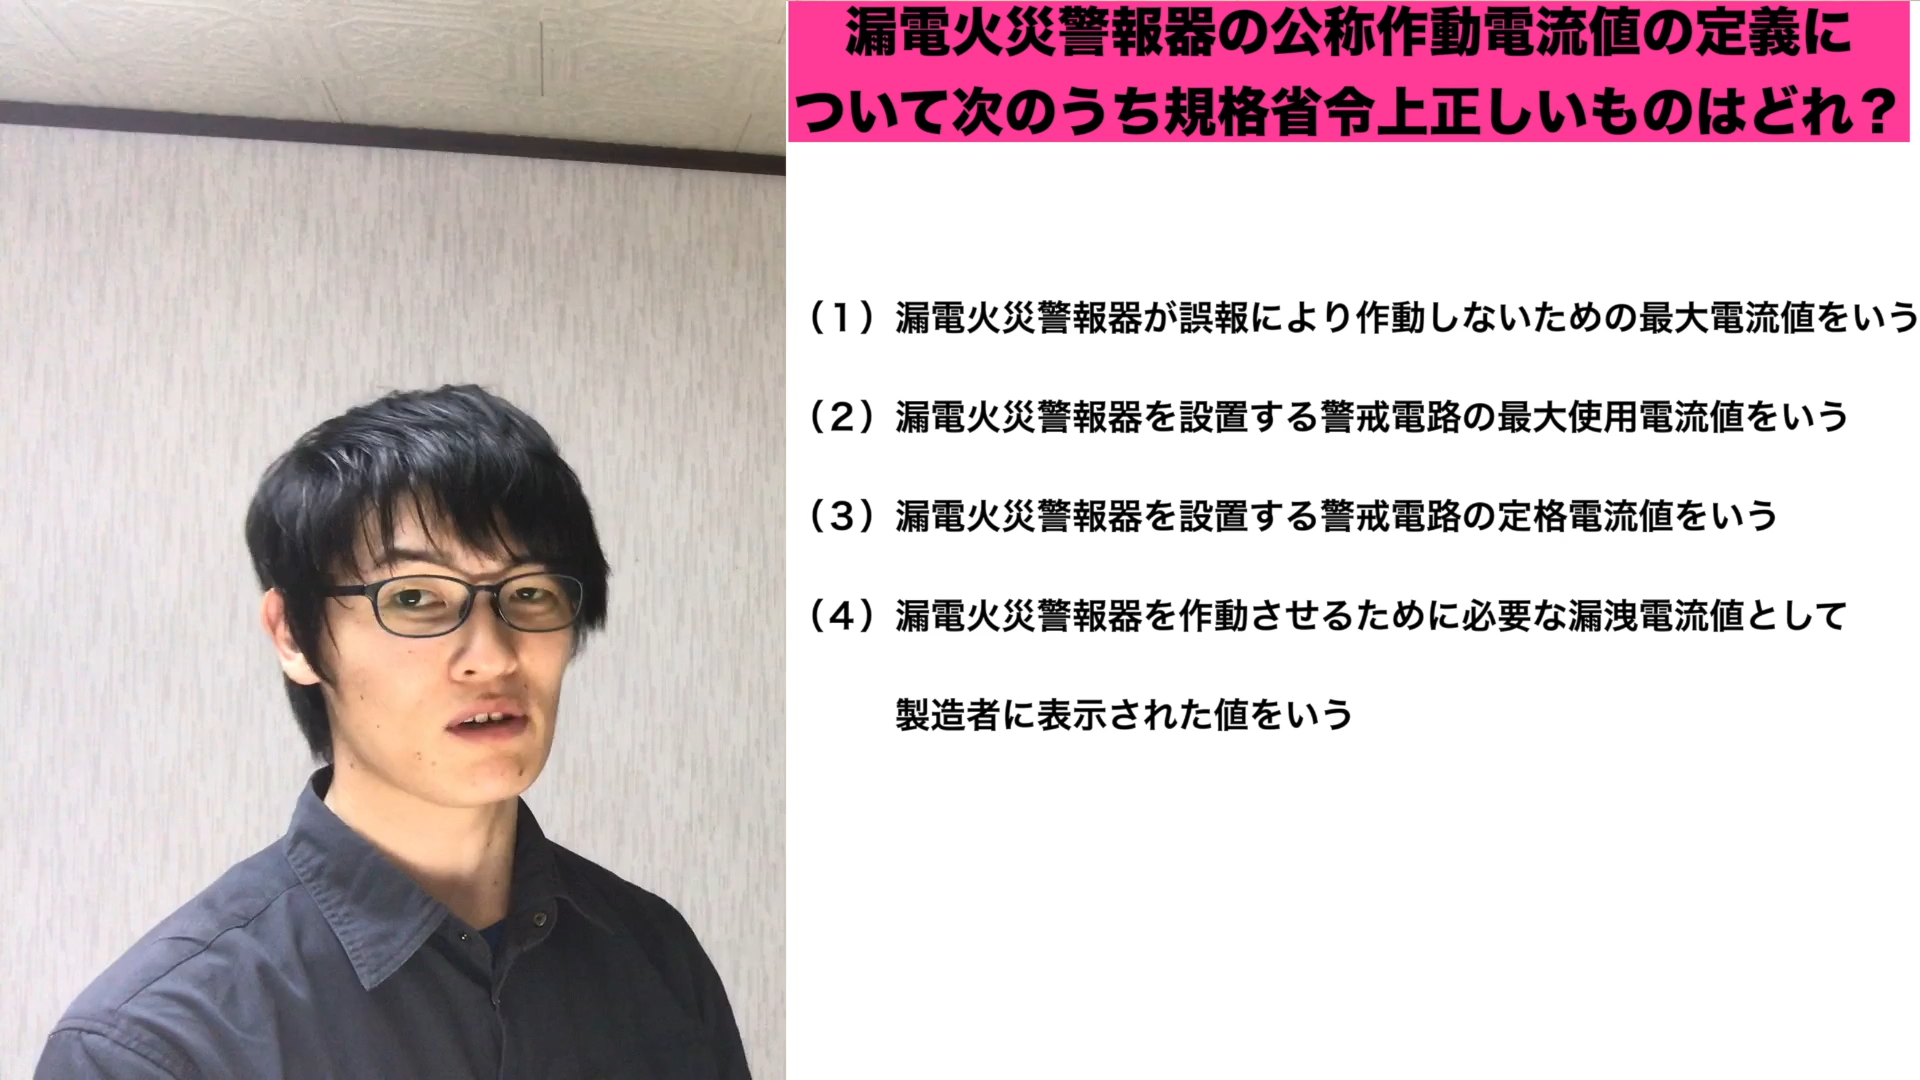 漏電火災警報器の公称作動電流値の定義に
ついて次のうち規格省令上正しいものはどれ？
（１）漏電火災警報器が誤報により作動しないための最大電流値をいう
（２）漏電火災警報器を設置する警戒電路の最大使用電流値をいう
（３）漏電火災警報器を設置する警戒電路の定格電流値をいう
（４）漏電火災警報器を作動させるために必要な漏洩電流値として
製造者に表示された値をいう